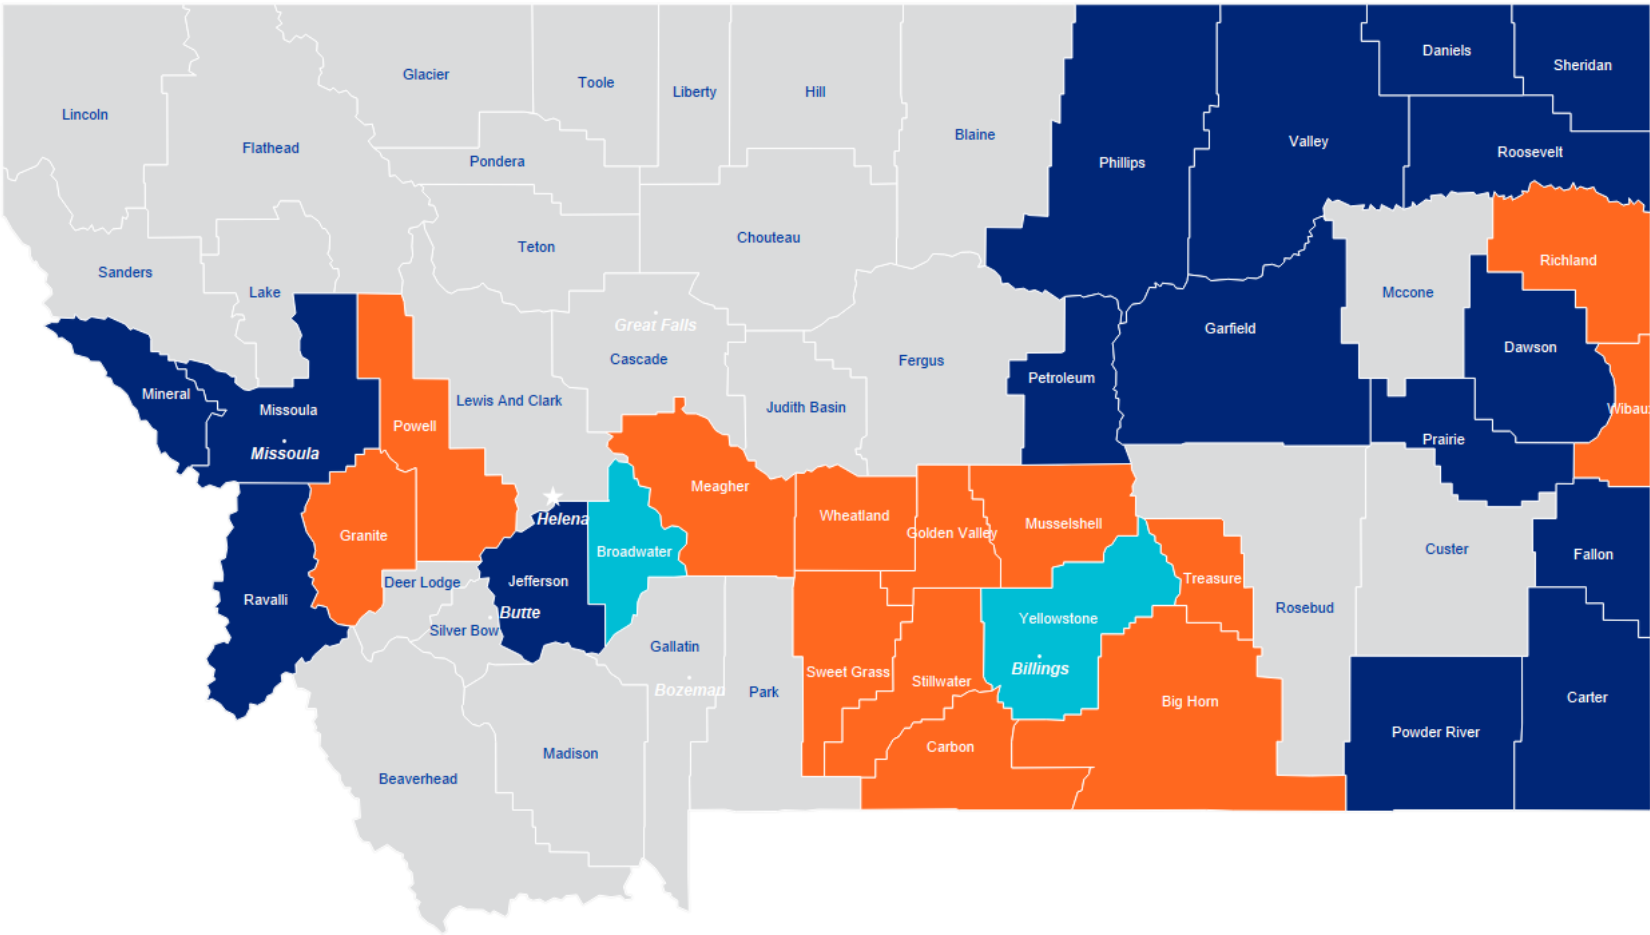 Daniels
Sheridan
Glacier
Toole
Liberty
Hill
Lincoln
Blaine
Valley
Flathead
Roosevelt
Pondera
Phillips
Chouteau
Teton
Richland
Sanders
Lake
Mccone
Great Falls
Garfield
Dawson
Cascade
Fergus
Petroleum
Mineral
Lewis And Clark
Judith Basin
Missoula
Wibaux
Powell
Prairie
Missoula
Meagher
Wheatland
Helena
Musselshell
Granite
Golden Valley
Broadwater
Custer
Fallon
Deer Lodge
Jefferson
Treasure
Ravalli
Rosebud
Butte
Yellowstone
Silver Bow
Gallatin
Billings
Sweet Grass
Stillwater
Bozeman
Park
Carter
Big Horn
Powder River
Carbon
Madison
Beaverhead